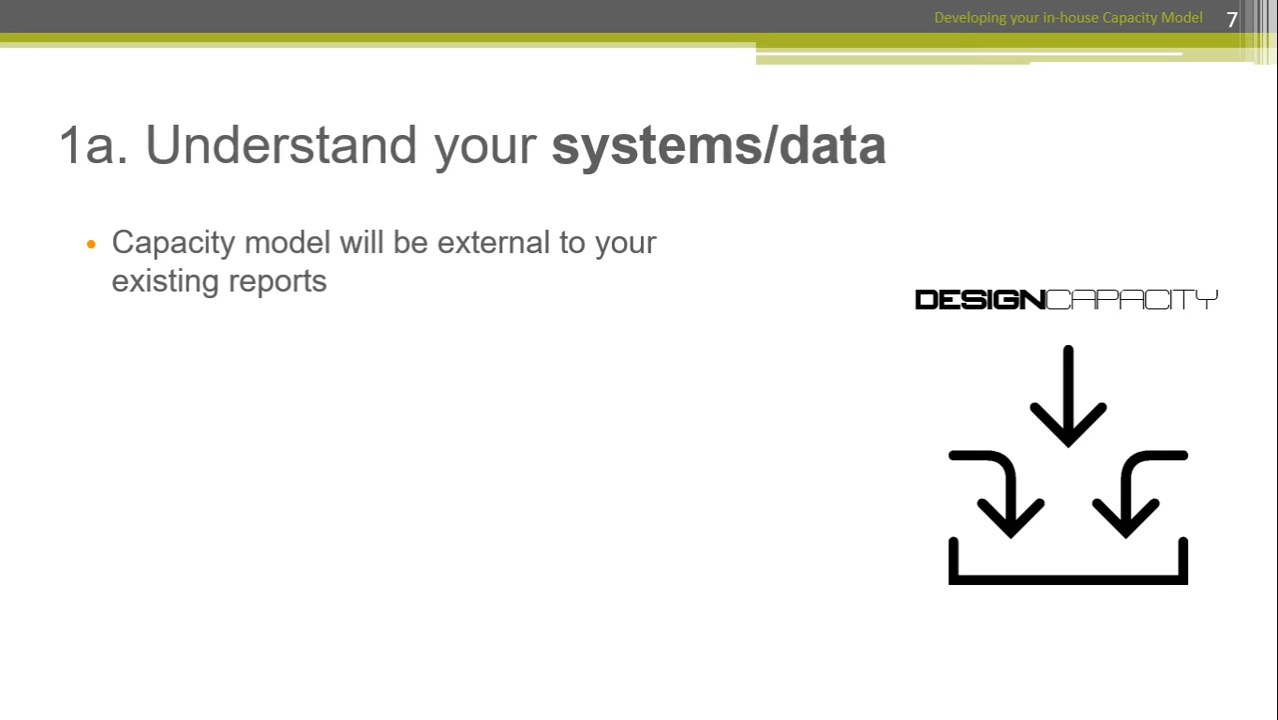 Developing your in-house Capacity Model 7
1a. Understand your systems/data
• Capacity model will be external to your
existing reports
DESIGNCAPACITY